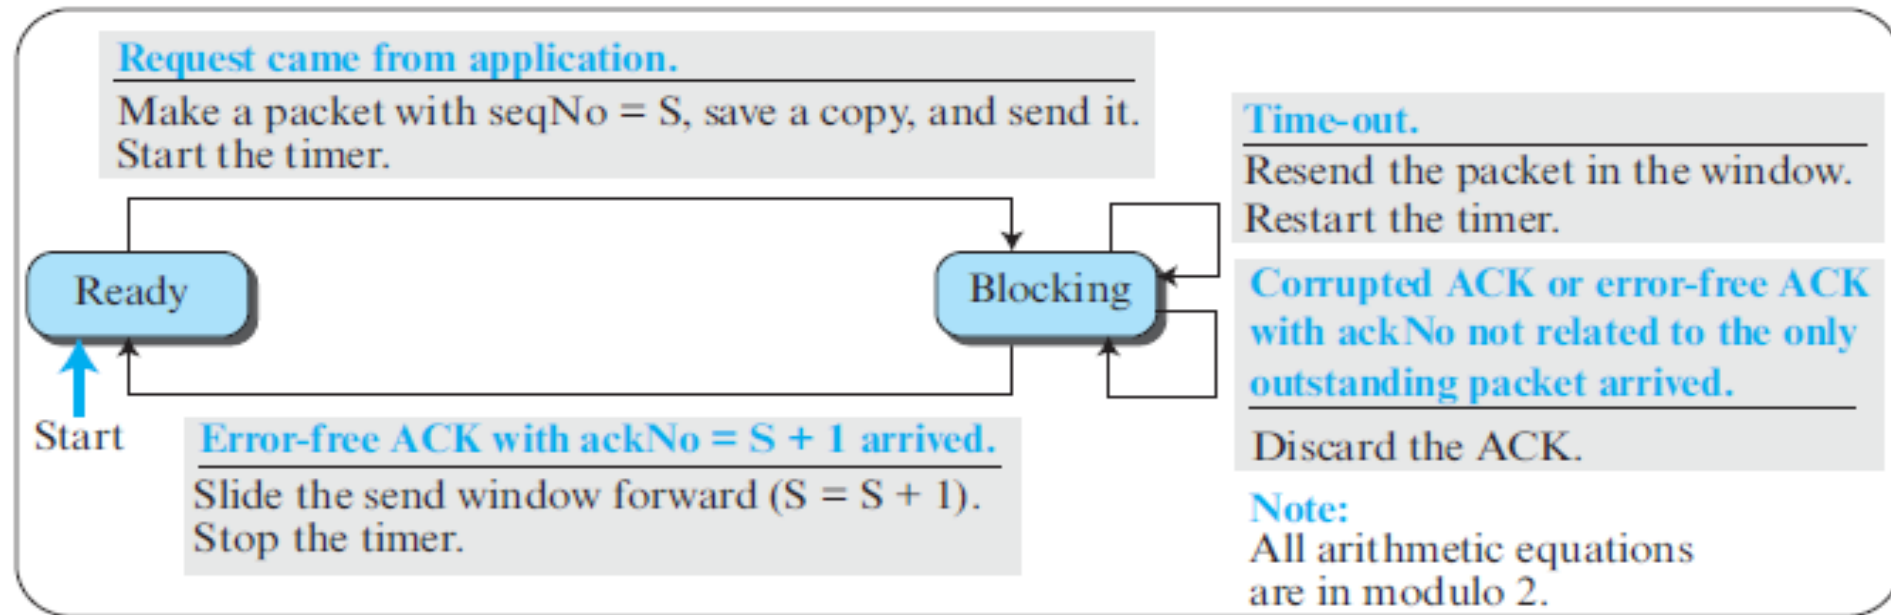 Request came from application.
Make a packet with seqNo = S, save a copy, and send it.
Start the timer.
Time-out.
Resend the packet in the window.
Restart the timer.
Ready
Blocking
Corrupted ACK or error-free ACK
with ackNo not related to the only
outstanding packet arrived.
Discard the ACK.
Start
Error-free ACK with ackNo = S + 1 arrived.
Slide the send window forward (S = S + 1).
Stop the timer.
Note:
All arithmetic equations
are in modulo 2.